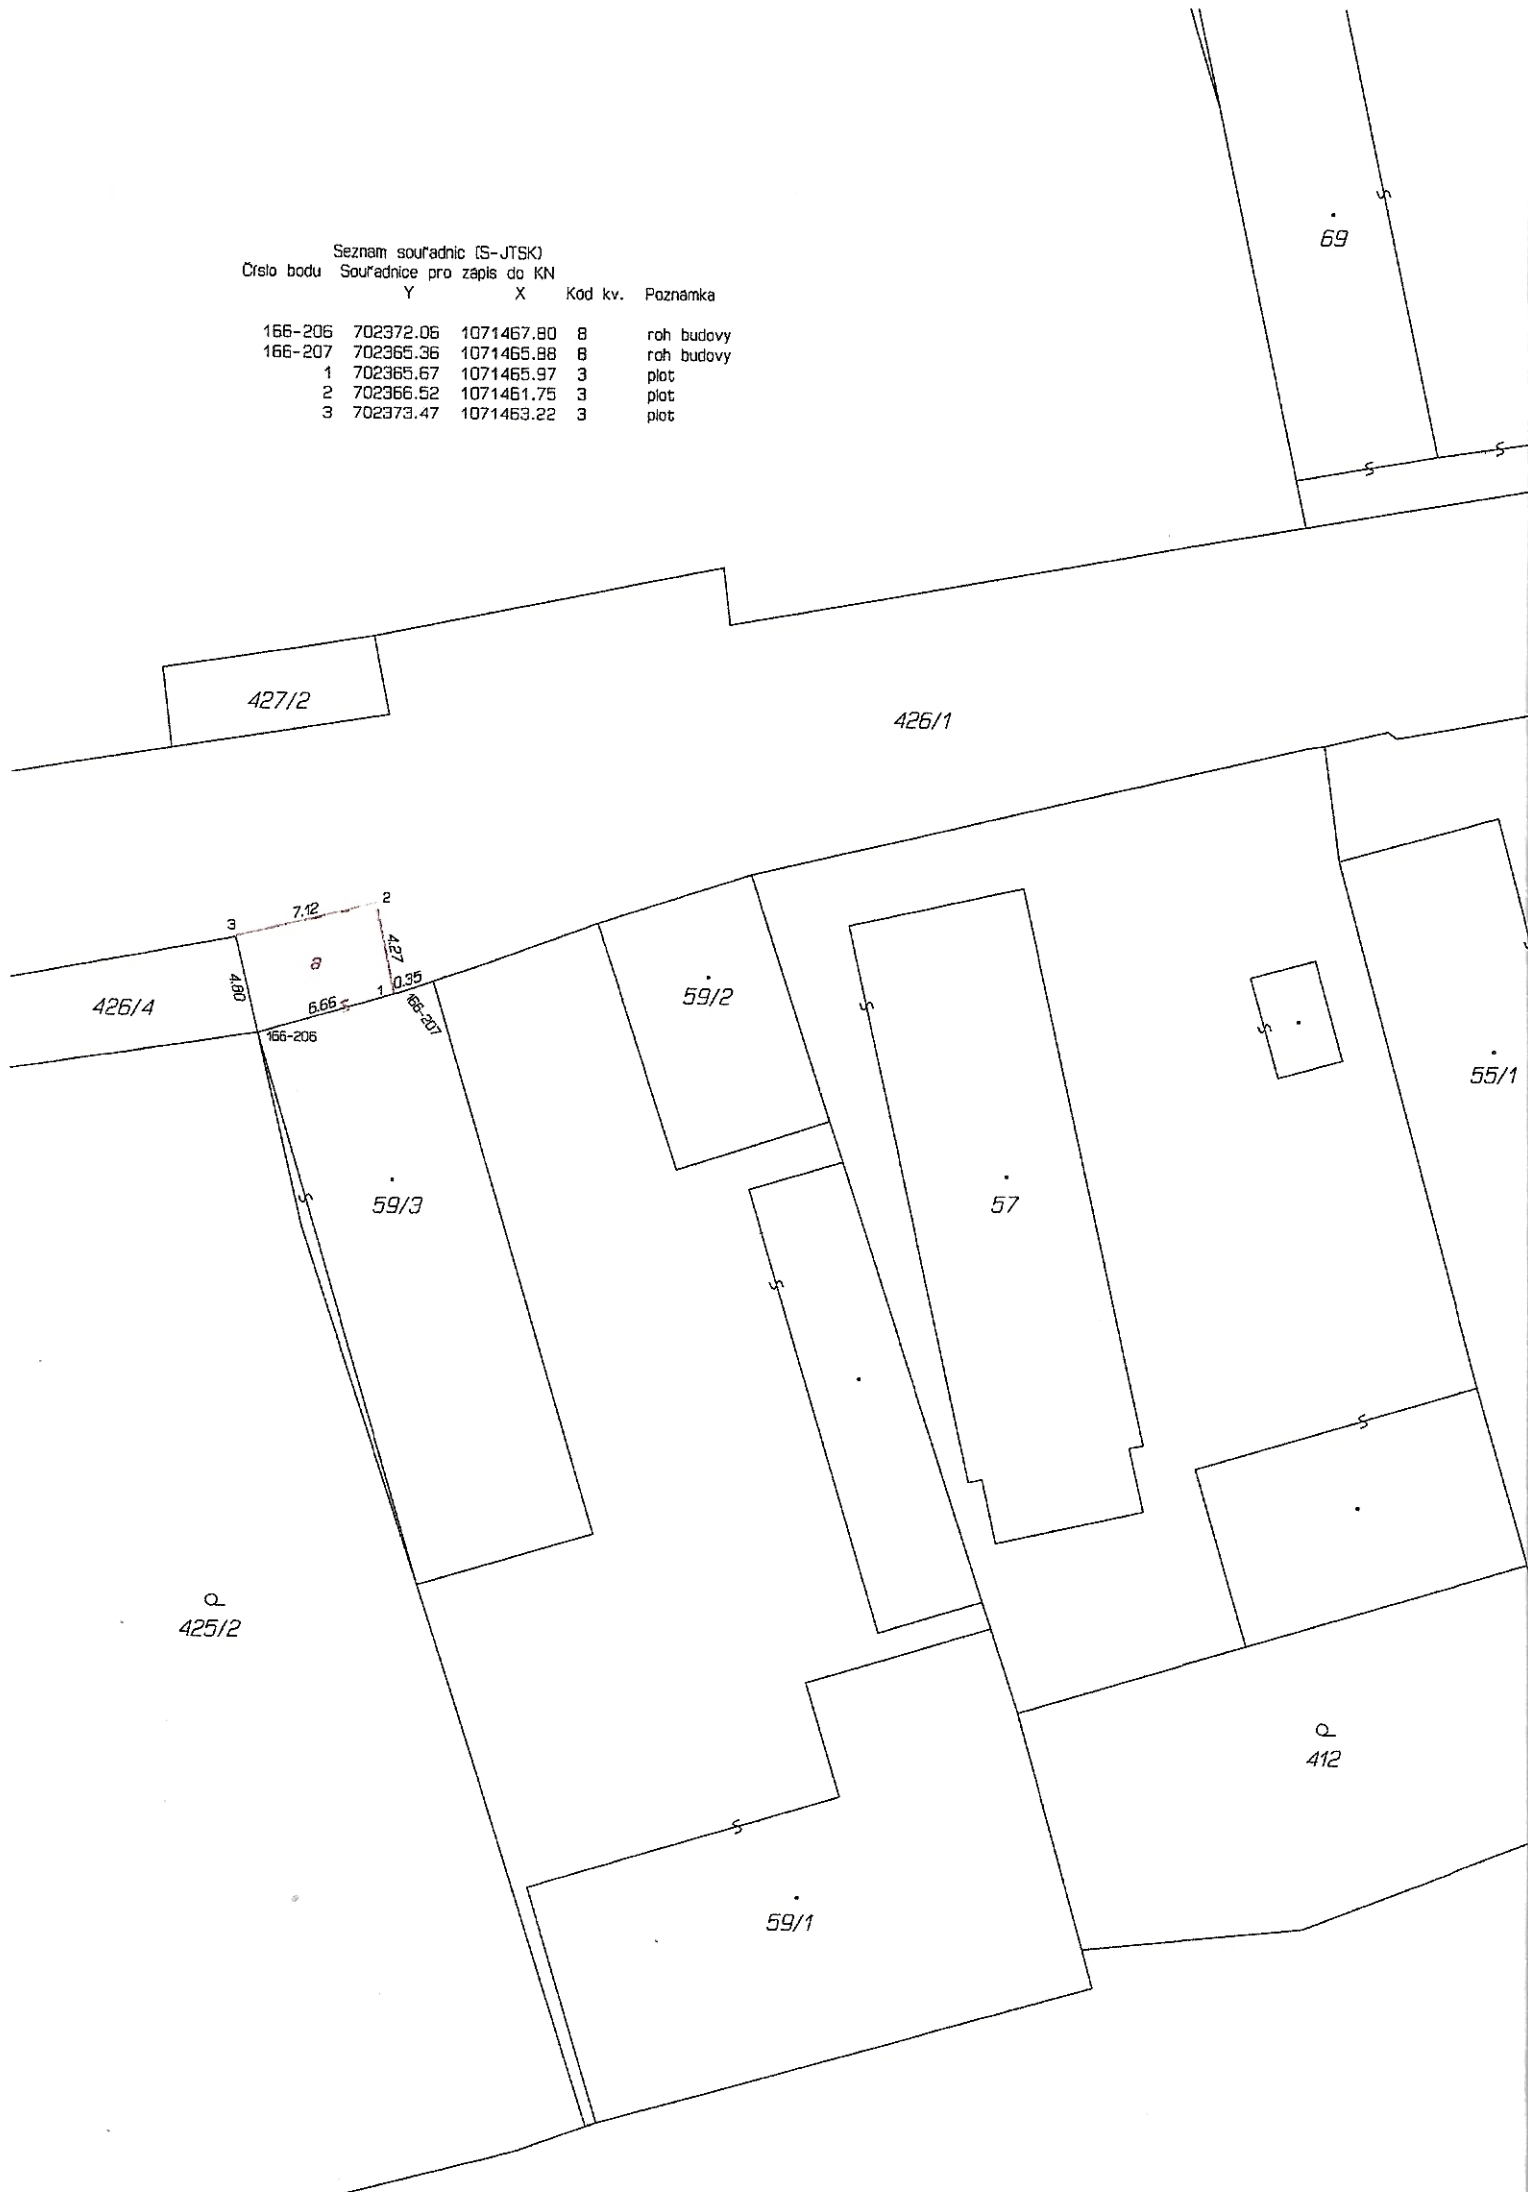 Seznam souřadnic (S-JTSK)
Číslo bodu Souřadnice pro zápis do KN
Y X Kód kv. Poznámka
166-206 702372.06 1071467.80 8 roh budovy
166-207 702365.36 1071465.88 8 roh budovy
1 702365.67 1071465.97 3 plot
2 702366.52 1071461.75 3 plot
3 702373.47 1071463.22 3 plot
69
427/2
426/1
3
7.12
2
a
4.27
4.80
426/4
6.66
1
0.35
166-206
166-207
59/2
55/1
59/3
57
425/2
412
59/1